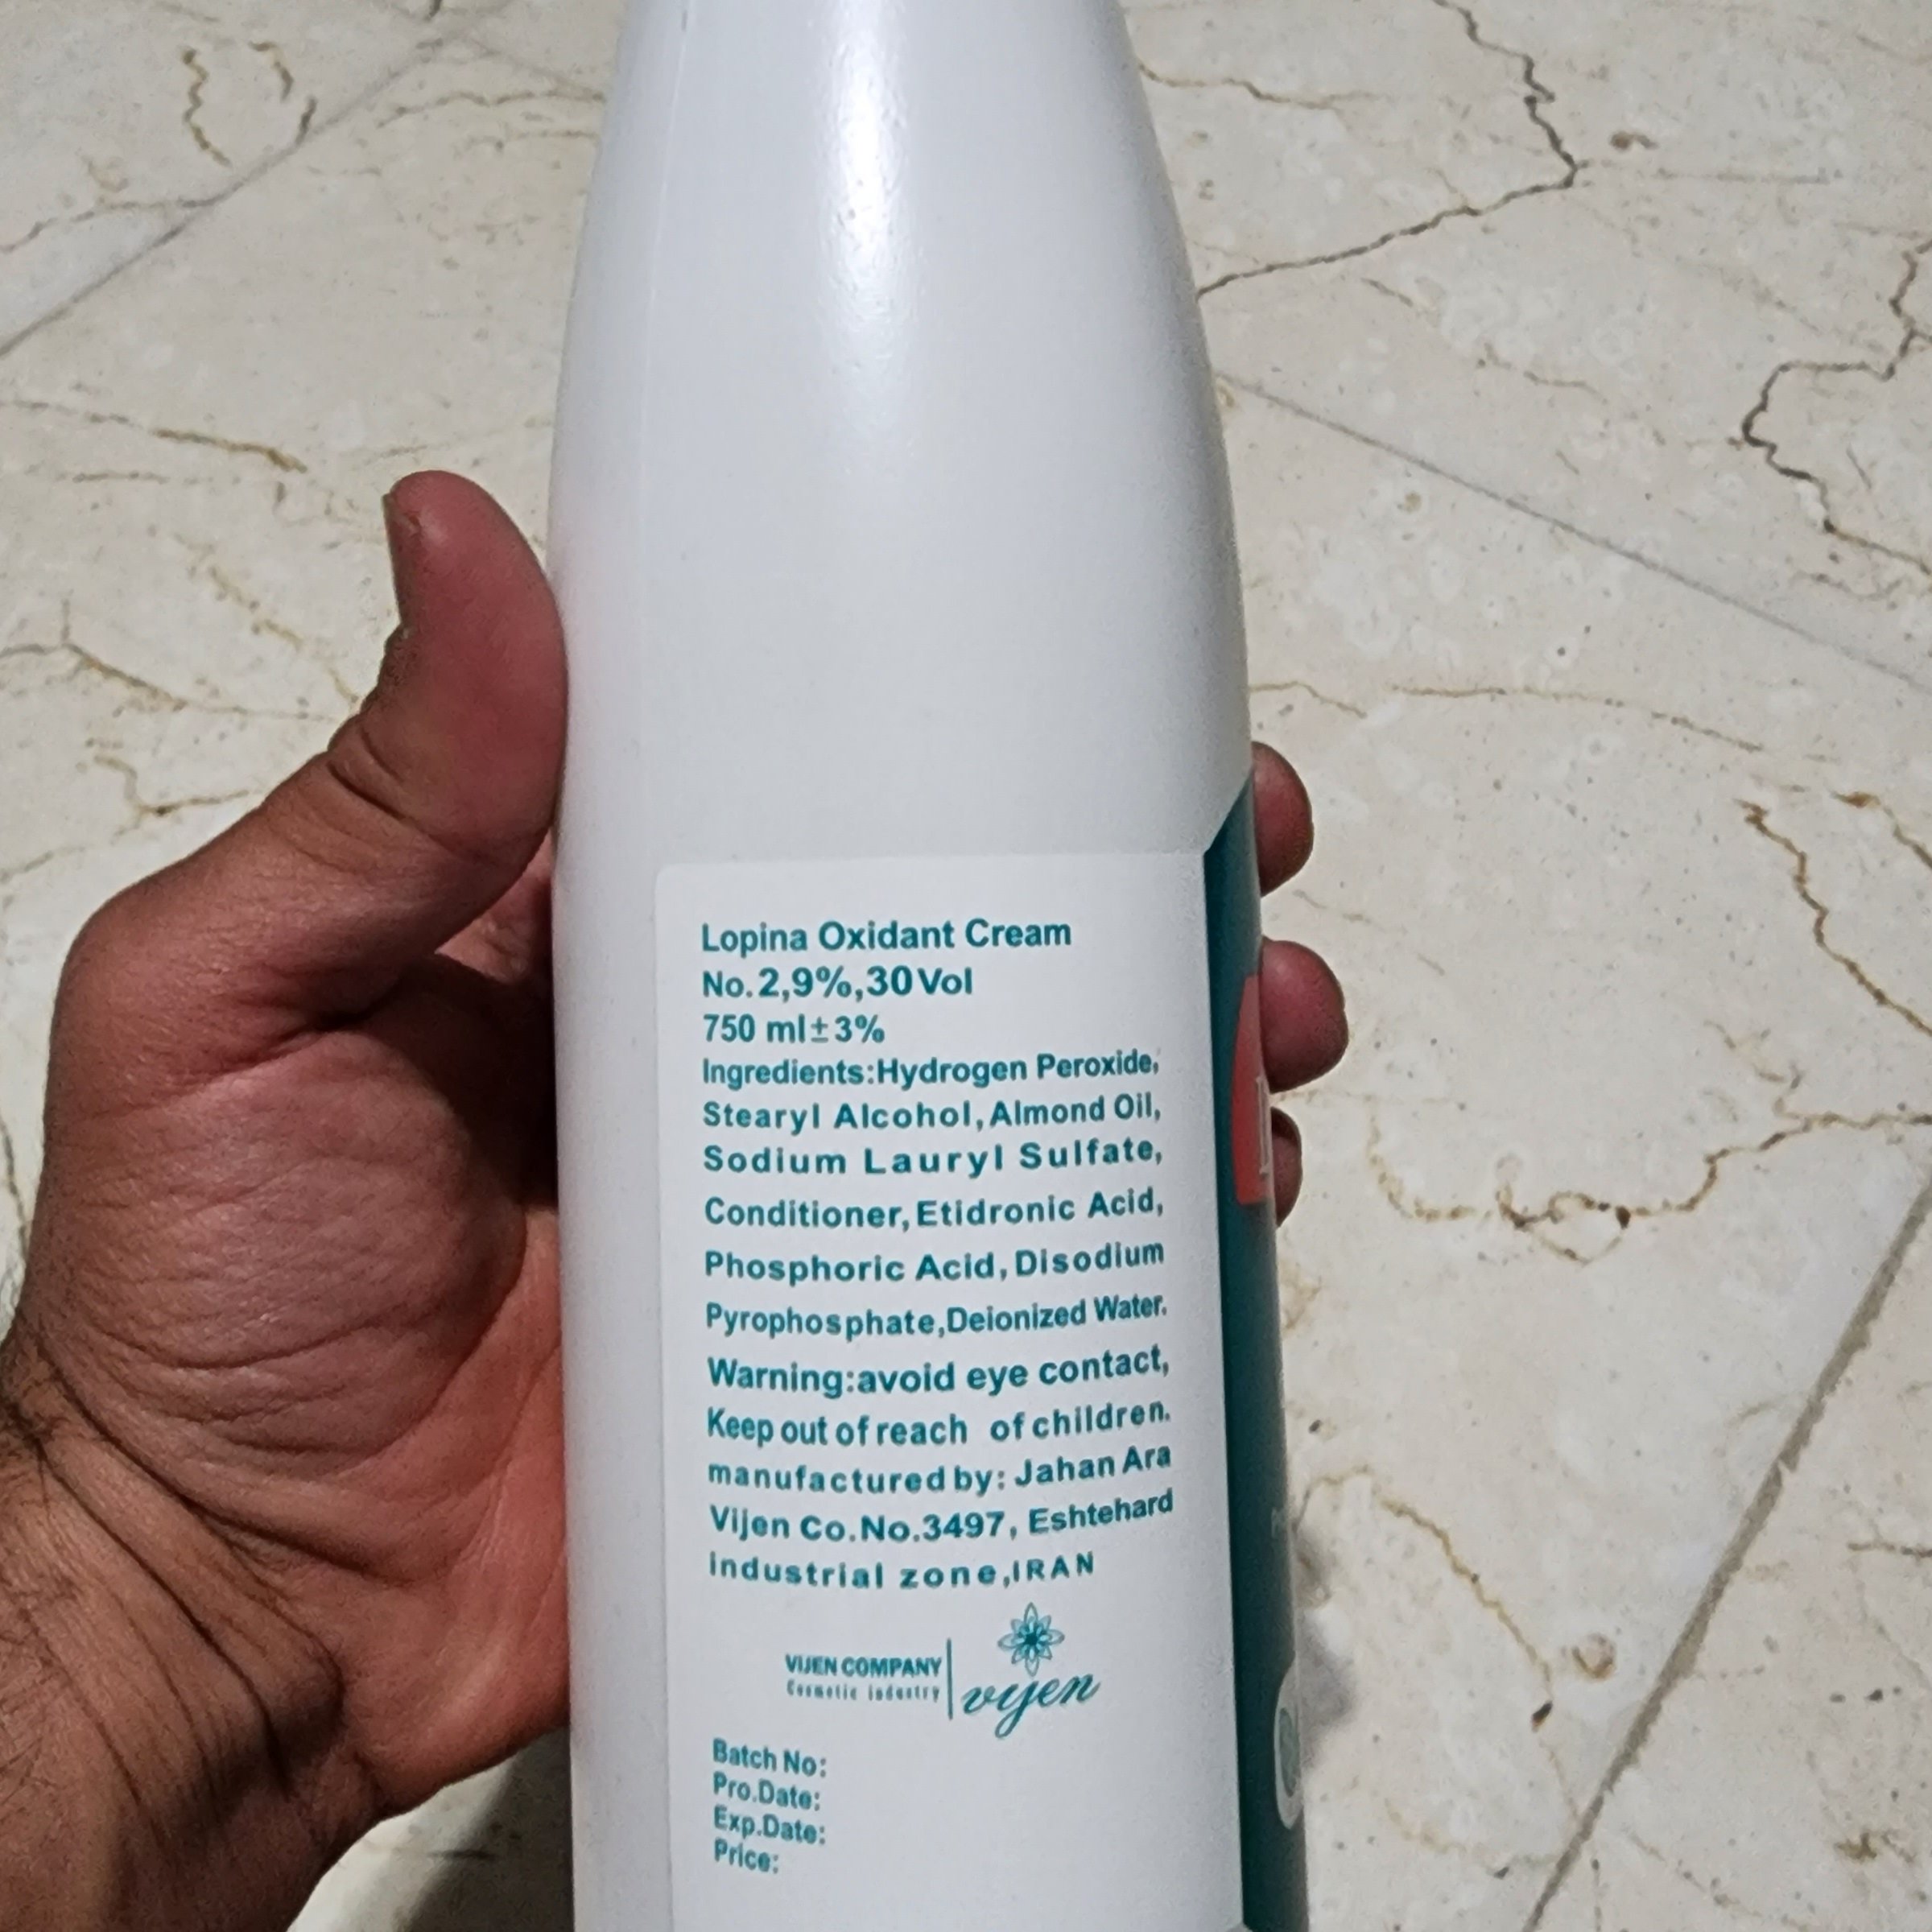 Lopina Oxidant Cream
No.2,9%,30Vol
750 ml±3%
Ingredients:Hydrogen Peroxide,
Stearyl Alcohol,Almond Oil,
Sodium Lauryl Sulfate,
Conditioner,Etidronic Acid,
Phosphoric Acid,Disodium
Pyrophosphate,Deionized Water.
Warning:avoid eye contact,
Keep out of reach of children.
manufactured by: Jahan Ara
Vijen Co.No.3497, Eshtehard
industrial zone,IRAN
VIJEN COMPANY
Cosmetic industry
vijen
Batch No:
Pro.Date:
Exp.Date:
Price: